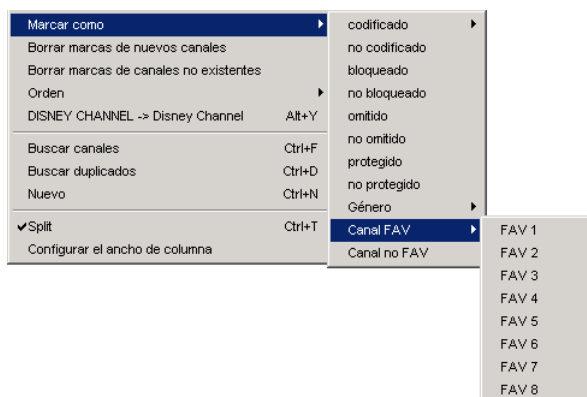 Marcar como
Borrar marcas de nuevos canales
Borrar marcas de canales no existentes
Orden
DISNEY CHANNEL -> Disney Channel Alt+Y
Buscar canales Ctrl+F
Buscar duplicados Ctrl+D
Nuevo Ctrl+N
Split Ctrl+T
Configurar el ancho de columna
codificado
no codificado
bloqueado
no bloqueado
omitido
no omitido
protegido
no protegido
Género
Canal FAV
Canal no FAV
FAV 1
FAV 2
FAV 3
FAV 4
FAV 5
FAV 6
FAV 7
FAV 8